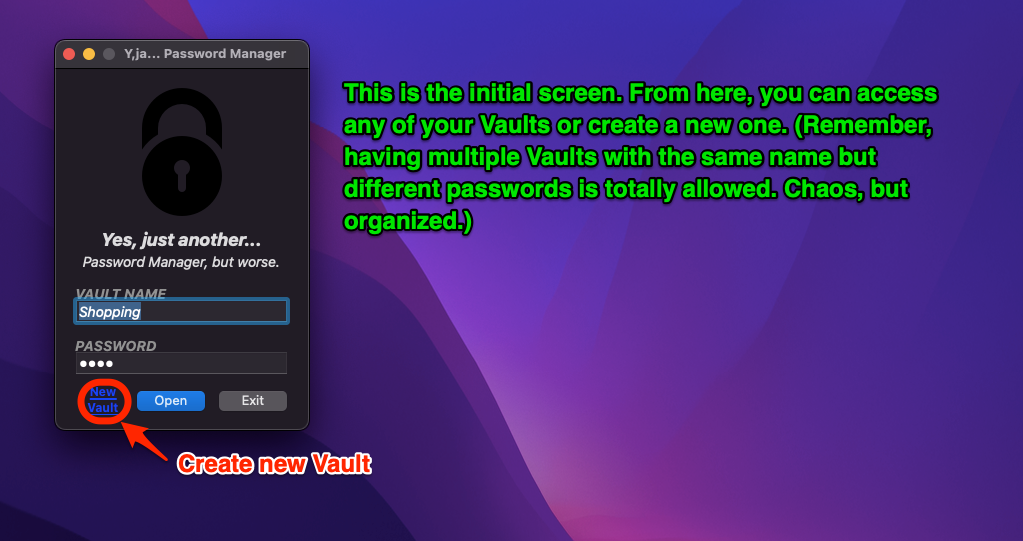 Y,ja... Password Manager
This is the initial screen. From here, you can access
any of your Vaults or create a new one. (Remember,
having multiple Vaults with the same name but
different passwords is totally allowed. Chaos, but
organized.)
Yes, just another...
Password Manager, but worse.
VAULT NAME
Shopping
PASSWORD
••••
New
Vault
Open
Exit
Create new Vault